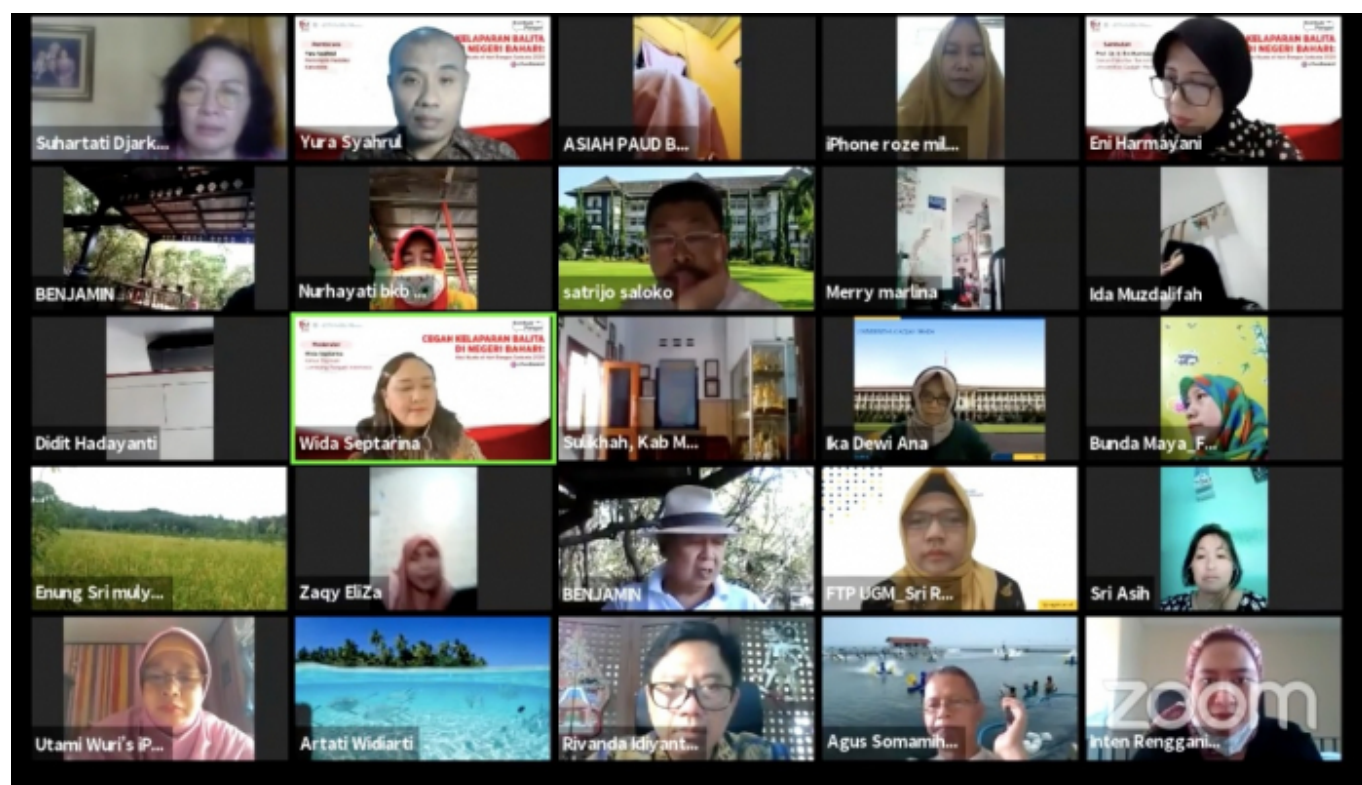 Suhartati Djark...
KELAPARAN BALITA
DI NEGERI BAHARI:
Yura Syahrul
ASIAH PAUD B...
iPhone roze mil...
KELAPARAN BALITA
DI NEGERI BAHARI:
Eni Harmayani
BENJAMIN
Nurhayati bkb ...
satrijo saloko
Merry marlina
Ida Muzdalifah
Didit Hadayanti
CEGAH KELAPARAN BALITA
DI NEGERI BAHARI:
Wida Septarina
Sulikhah, Kab M...
Ika Dewi Ana
Bunda Maya_F...
Enung Sri muly...
Zaqy EliZa
BENJAMIN
FTP UGM_Sri R...
Sri Asih
Utami Wuri's iP...
Artati Widiarti
Rivanda Idiyant...
Agus Somamih...
zoom
Inten Renggani...